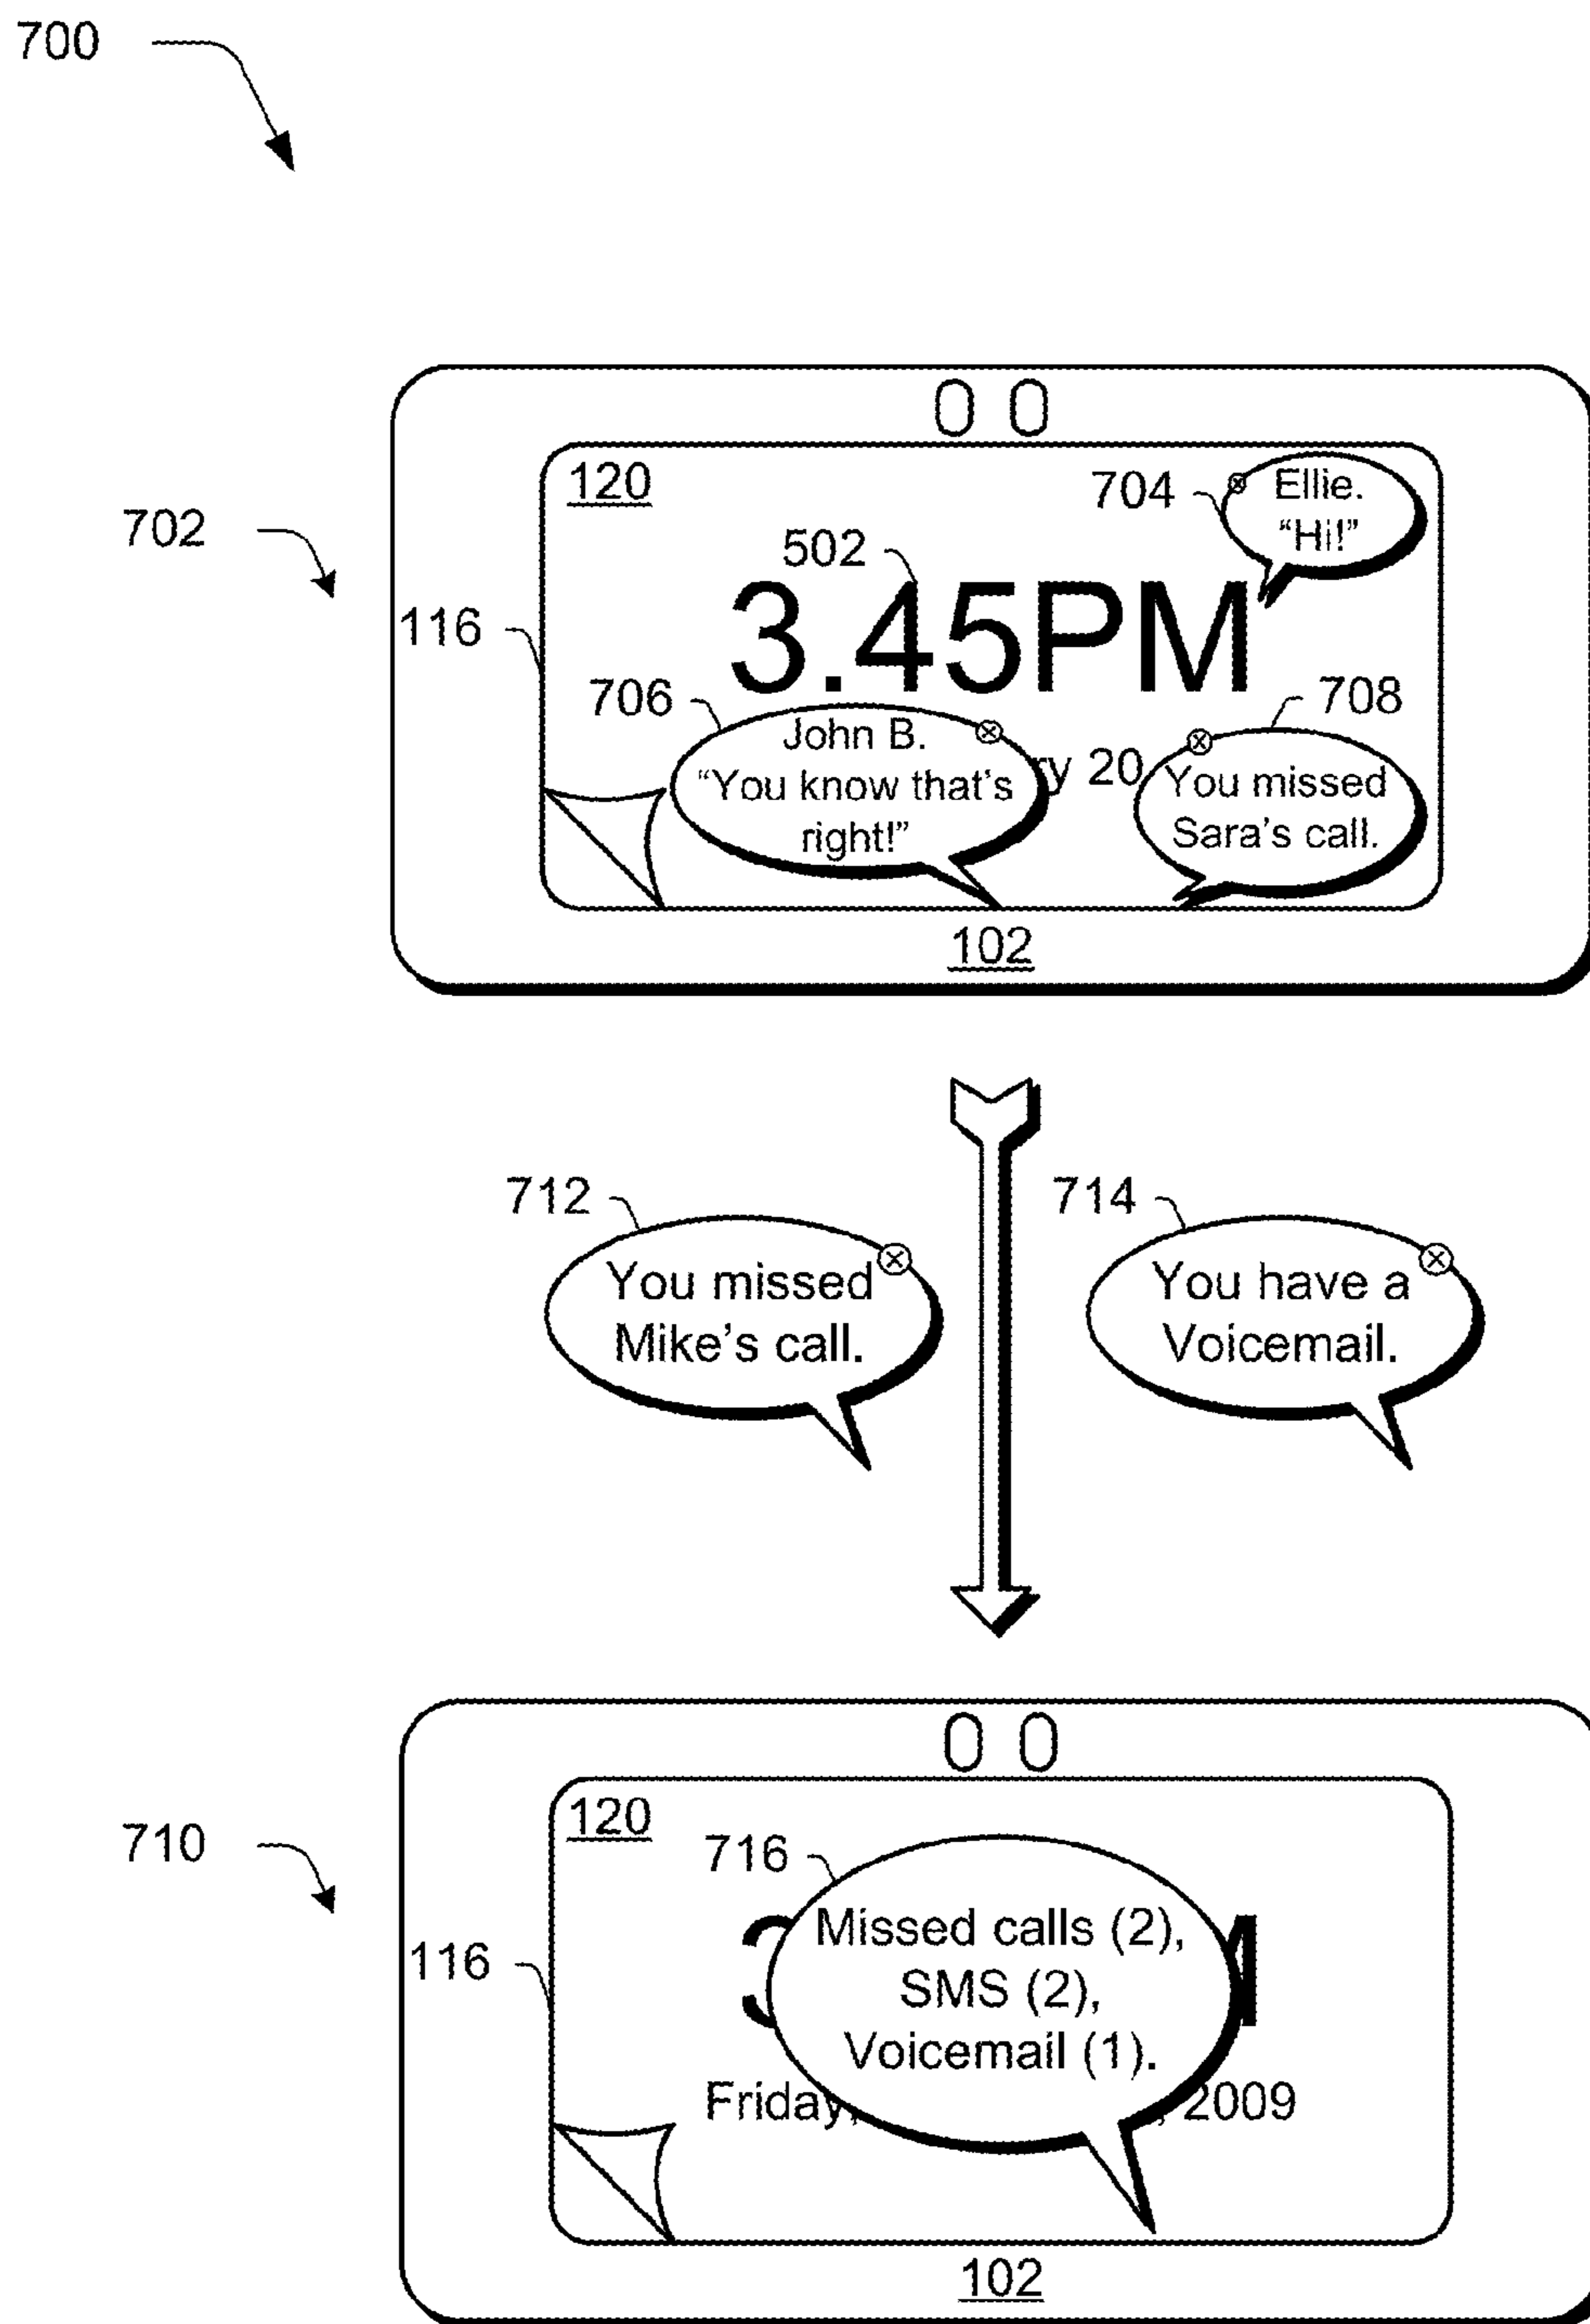 700
702
120
704
Ellie.
“Hi!”
502
3.45PM
116
706
John B.
“You know that’s
right!”
ry 20
708
You missed
Sara’s call.
102
712
You missed
Mike’s call.
714
You have a
Voicemail.
710
120
716
Missed calls (2),
SMS (2),
Voicemail (1).
116
Friday, 2009
102